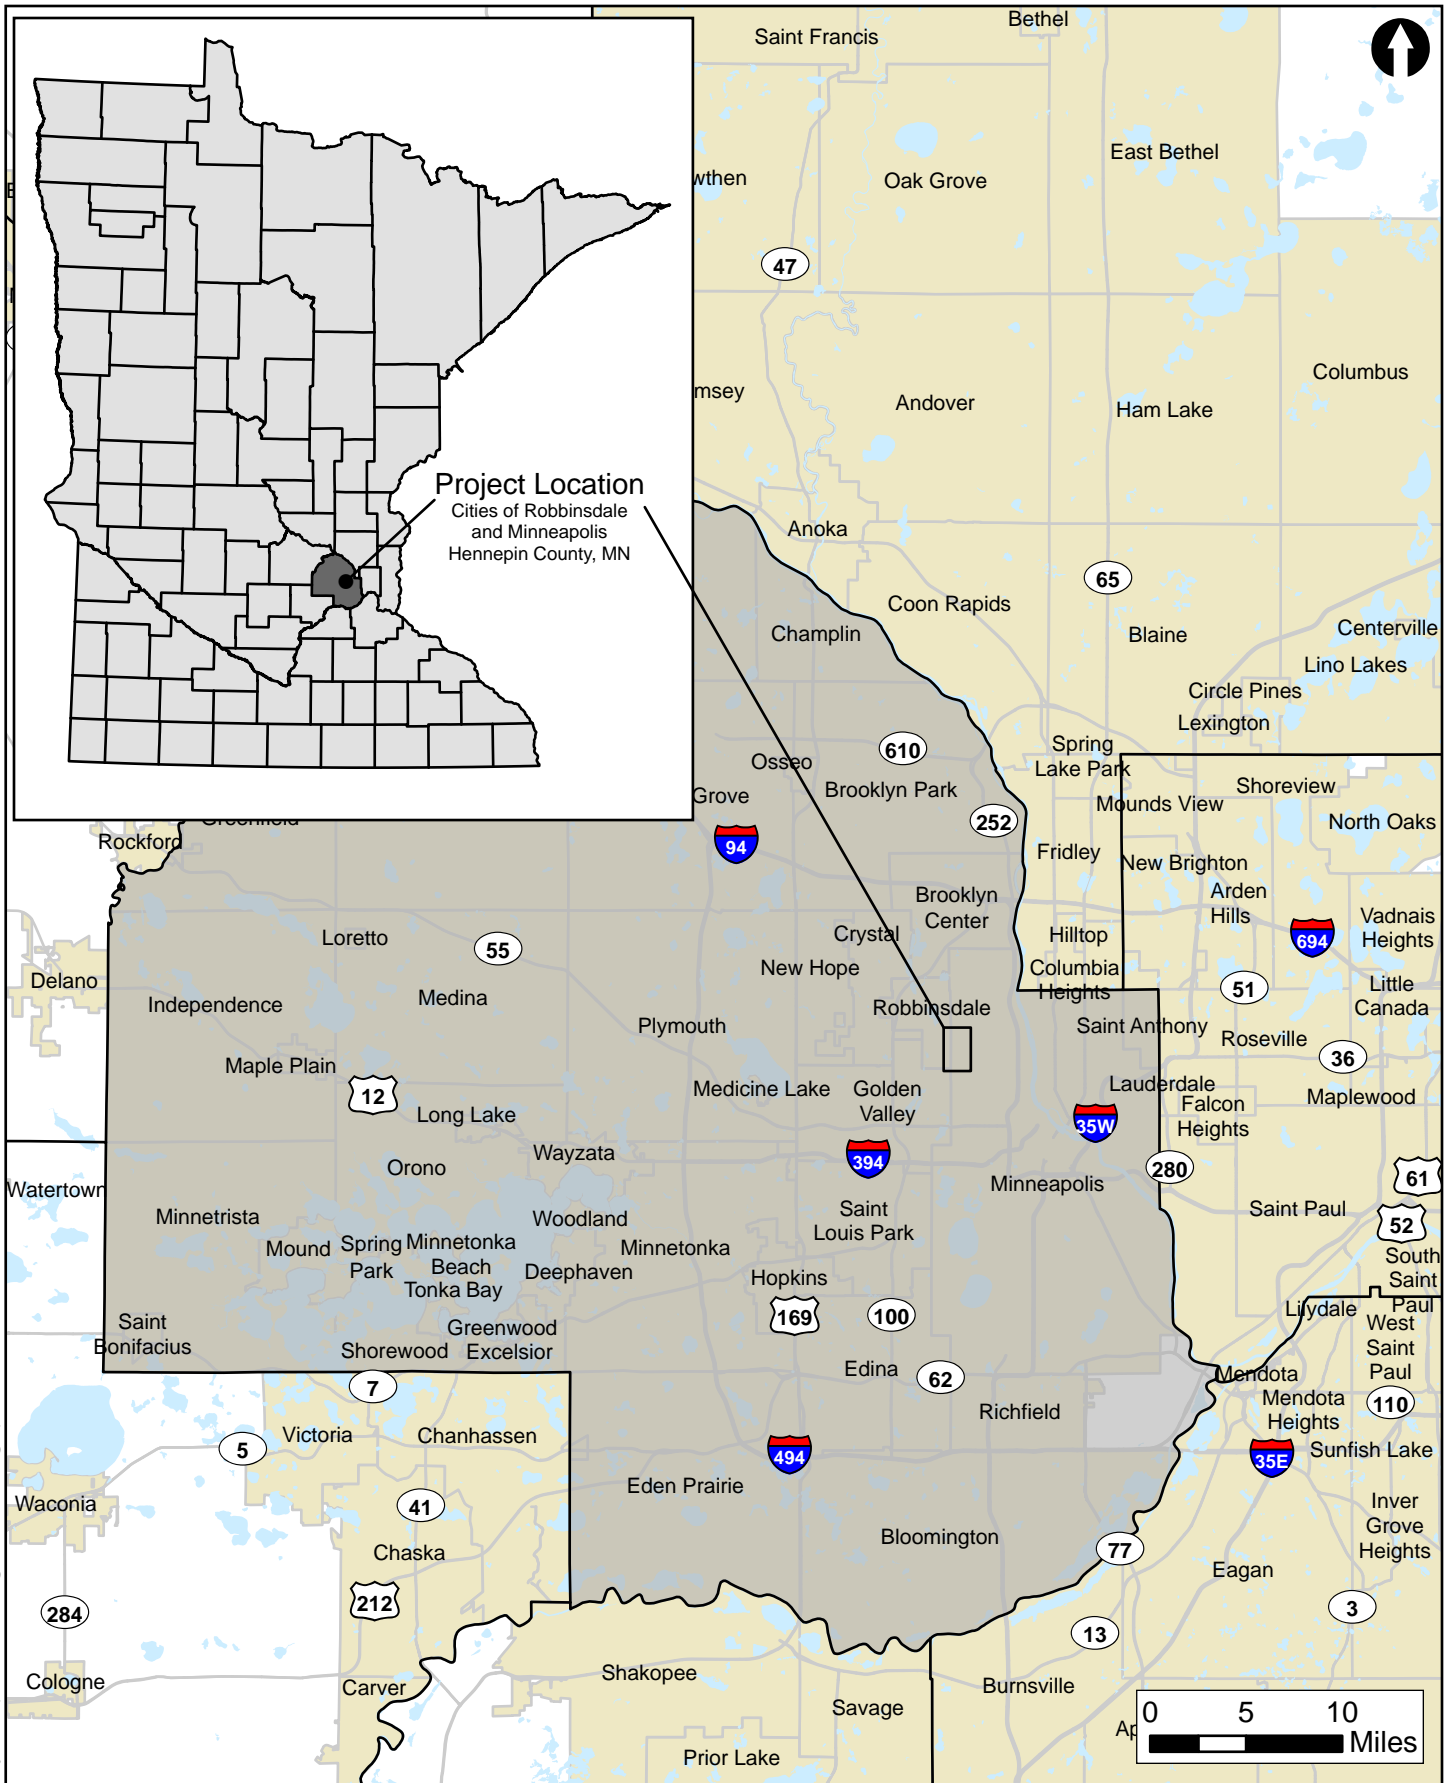 Saint Francis
Bethel
wthen
Oak Grove
East Bethel
47
msey
Andover
Ham Lake
Columbus
Project Location
Cities of Robbinsdale
and Minneapolis
Hennepin County, MN
Anoka
65
Coon Rapids
Champlin
Blaine
Centerville
Lino Lakes
Circle Pines
Lexington
610
Osseo
Spring
Lake Park
Brooklyn Park
Grove
Mounds View
Shoreview
252
North Oaks
Rockford
94
Fridley
New Brighton
Brooklyn
Center
Arden
Hills
Loretto
55
Crystal
Hilltop
694
Vadnais
Heights
New Hope
Columbia
Heights
Delano
Independence
Medina
Robbinsdale
51
Little
Canada
Plymouth
Saint Anthony
Roseville
36
Maple Plain
12
Medicine Lake
Golden
Valley
Lauderdale
Falcon
Heights
Maplewood
Long Lake
35W
Wayzata
394
Orono
280
61
Watertown
Minneapolis
Minnetrista
Woodland
Saint
Louis Park
Saint Paul
52
Mound
Spring
Park
Minnetonka
Beach
Tonka Bay
Minnetonka
Deephaven
Hopkins
South
Saint
Paul
169
100
Lilydale
Saint
Bonifacius
Greenwood
Excelsior
Shorewood
West
Saint
Paul
Edina
62
Mendota
7
Mendota
Heights
110
Richfield
Victoria
Chanhassen
5
494
35E
Sunfish Lake
Eden Prairie
Waconia
41
Inver
Grove
Heights
Bloomington
77
Chaska
Eagan
212
284
3
13
Shakopee
Cologne
Carver
Burnsville
Savage
Ap
0 5 10
Miles
Prior Lake